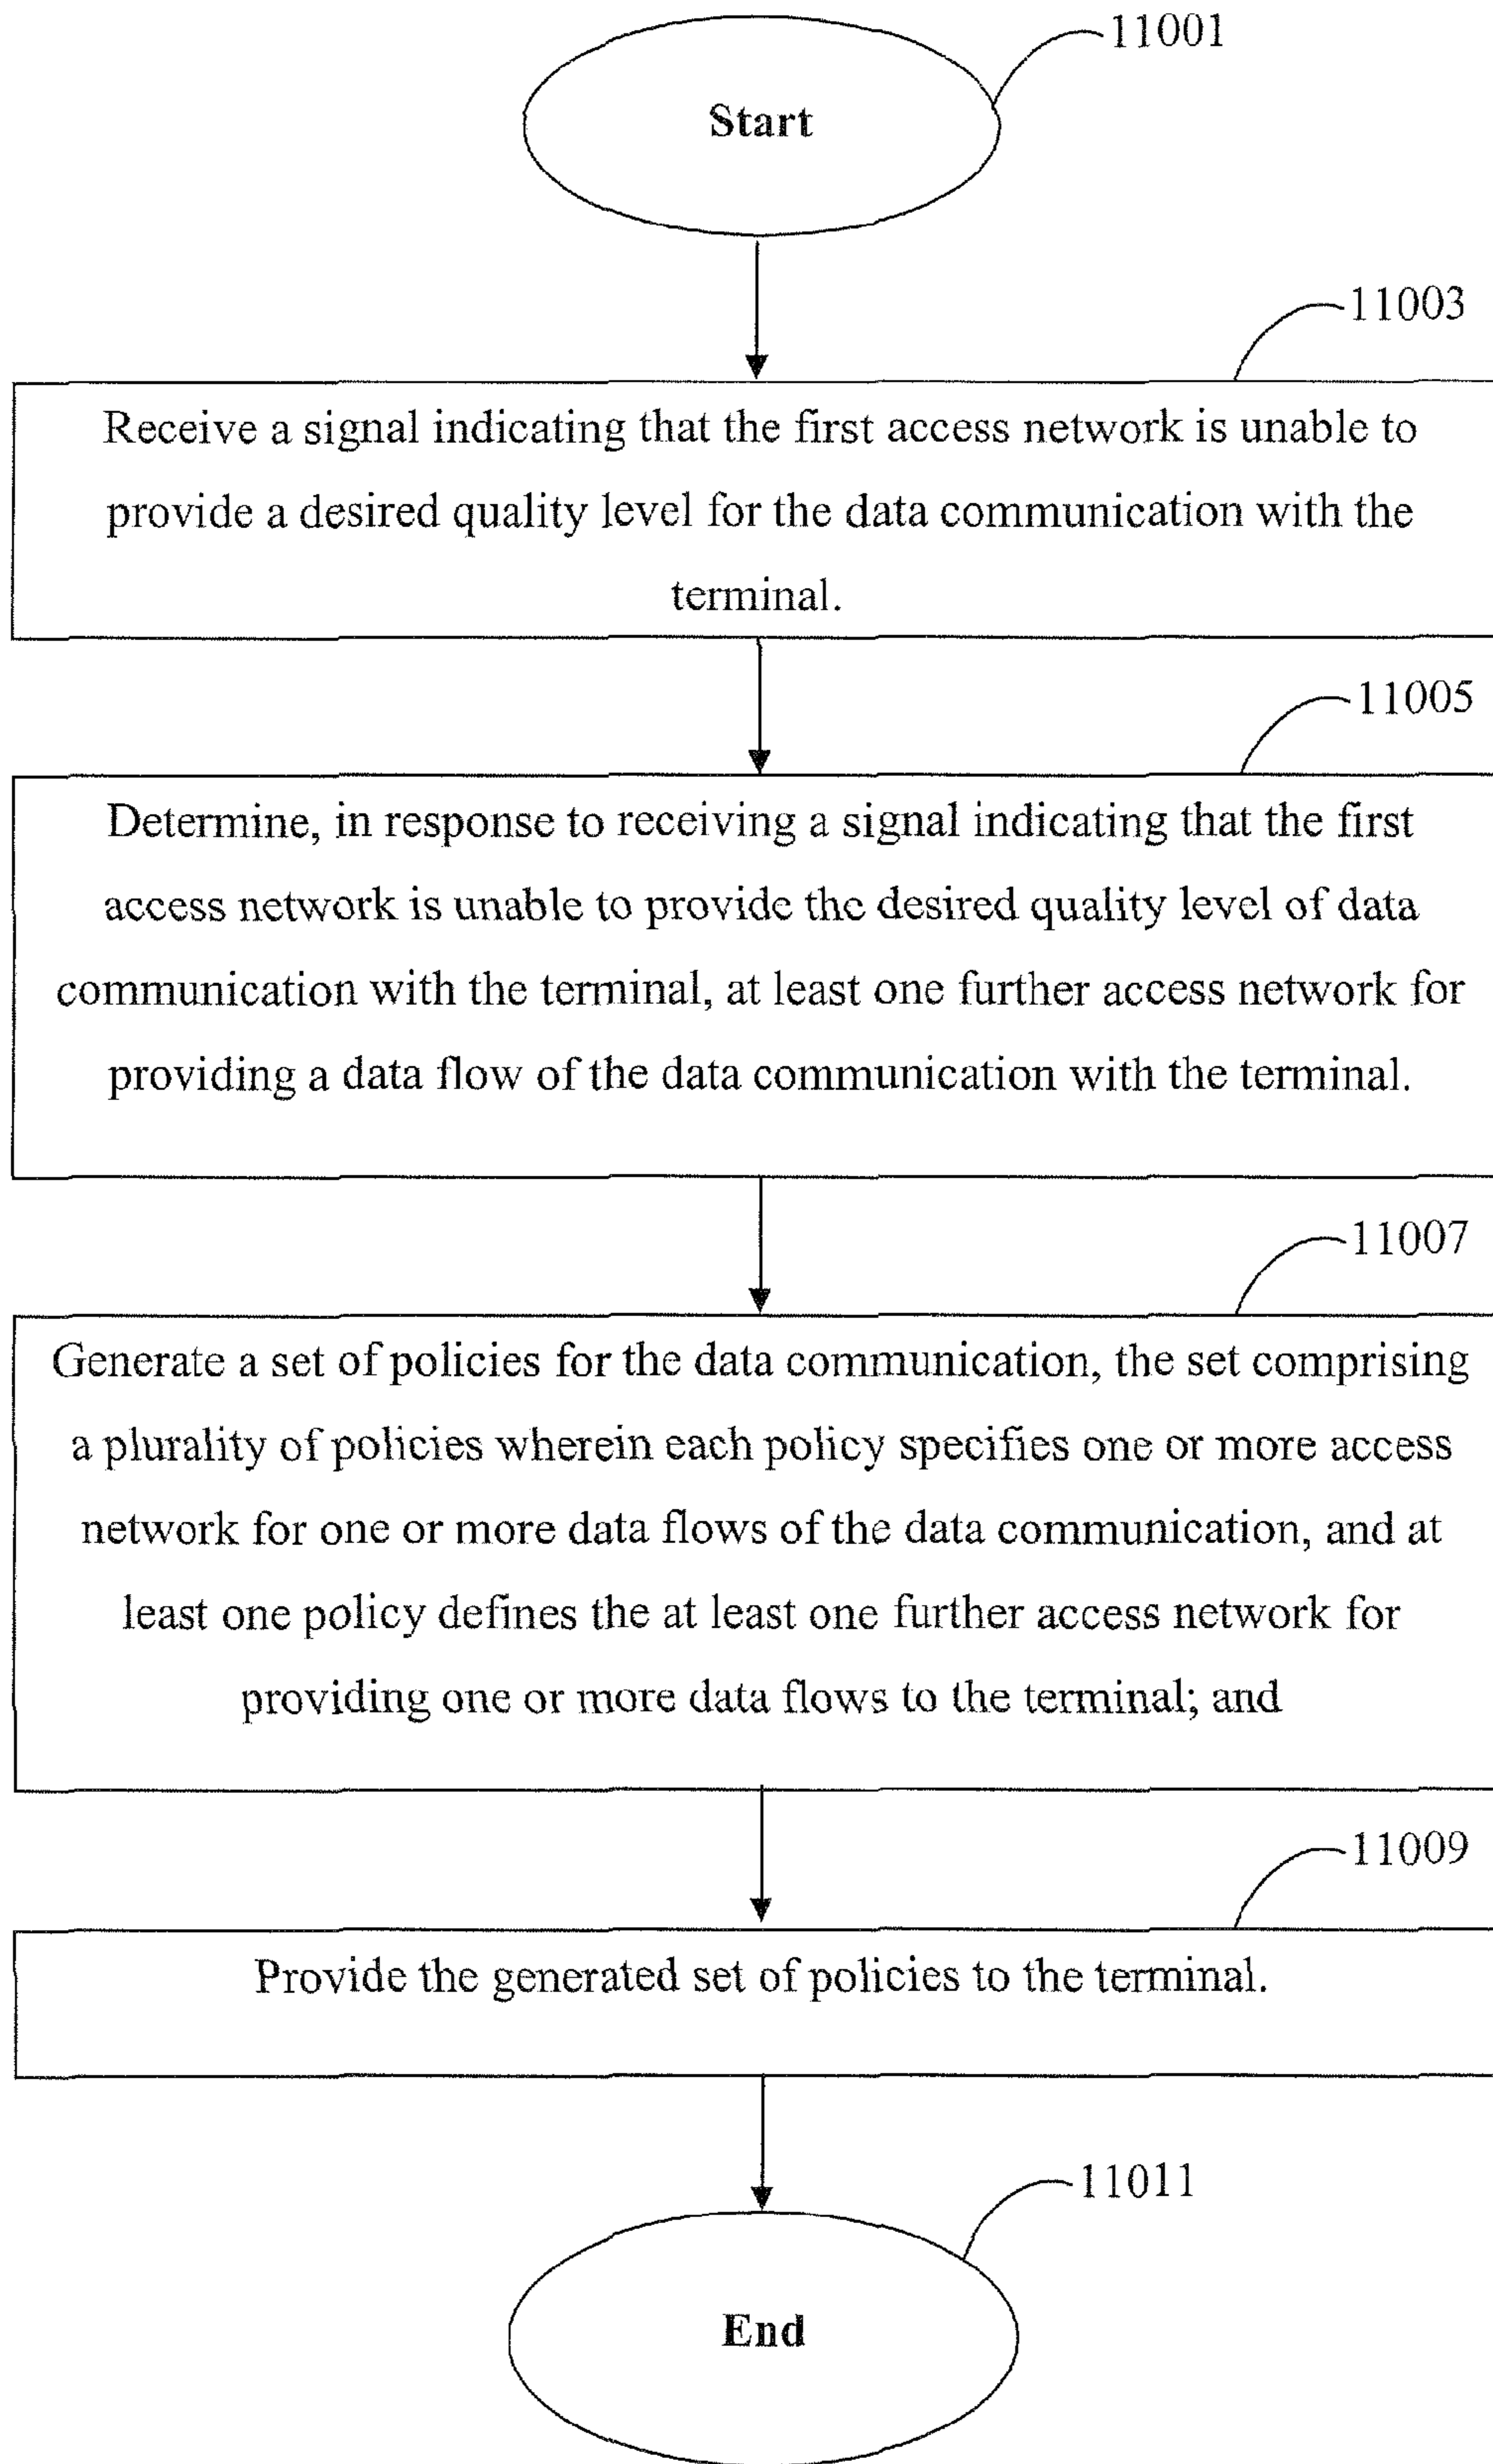 11001
Start
11003
Receive a signal indicating that the first access network is unable to
provide a desired quality level for the data communication with the
terminal.
11005
Determine, in response to receiving a signal indicating that the first
access network is unable to provide the desired quality level of data
communication with the terminal, at least one further access network for
providing a data flow of the data communication with the terminal.
11007
Generate a set of policies for the data communication, the set comprising
a plurality of policies wherein each policy specifies one or more access
network for one or more data flows of the data communication, and at
least one policy defines the at least one further access network for
providing one or more data flows to the terminal; and
11009
Provide the generated set of policies to the terminal.
11011
End